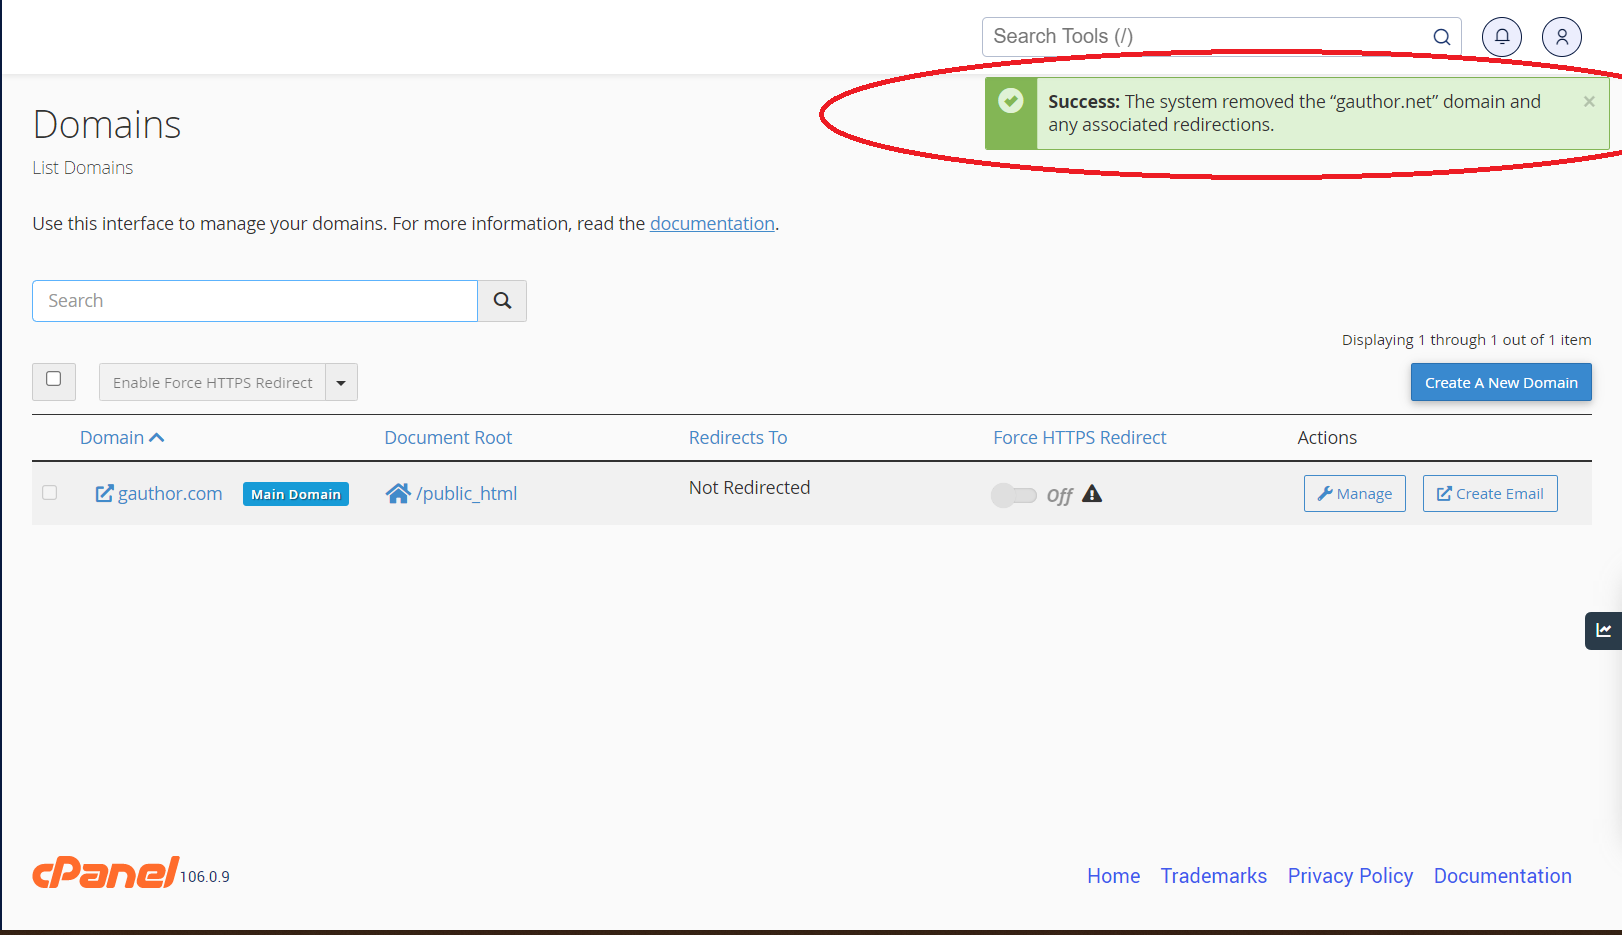 Search Tools (/)
Success: The system removed the “gauthor.net” domain and
any associated redirections.
×
Domains
List Domains
Use this interface to manage your domains. For more information, read the documentation.
Search
Displaying 1 through 1 out of 1 item
Enable Force HTTPS Redirect
Create A New Domain
Domain Document Root Redirects To Force HTTPS Redirect Actions
gauthor.com Main Domain /public_html Not Redirected Off Manage Create Email
cPanel 106.0.9
Home Trademarks Privacy Policy Documentation